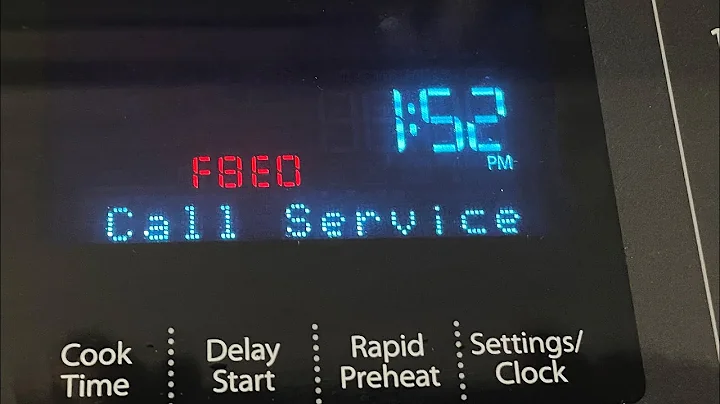 1:52
PM
F8E0
Call Service
Cook Time
Delay Start
Rapid Preheat
Settings/ Clock